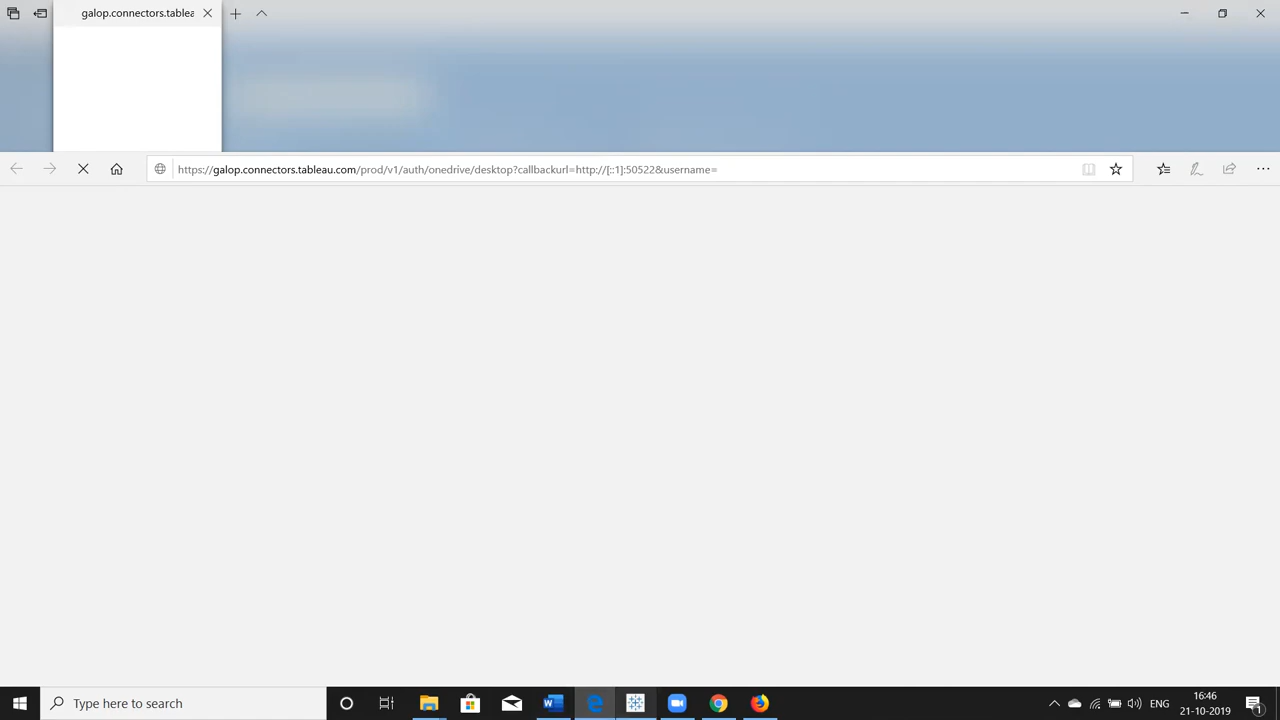 galop.connectors.tablea
https://galop.connectors.tableau.com/prod/v1/auth/onedrive/desktop?callbackurl=http://[::1]:50522&username=
Type here to search
ENG
16:46
21-10-2019
1